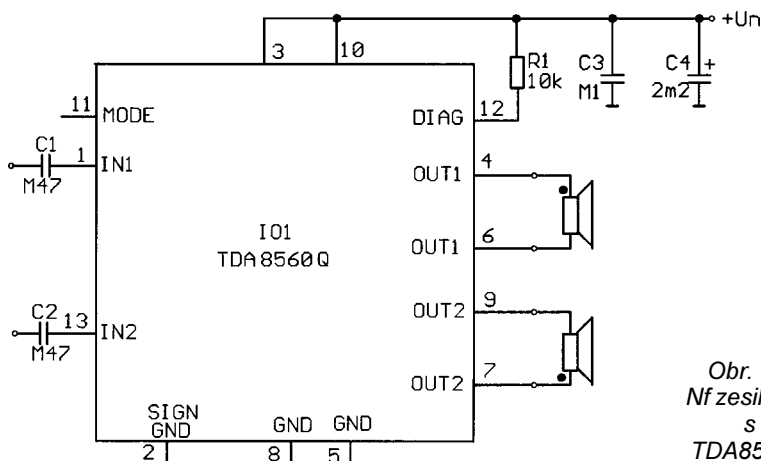 +Un
3
10
R1
10k
C3
M1
C4
+
2m2
11
MODE
DIAG
12
C1
M47
1
IN1
OUT1
4
IO1
TDA8560Q
OUT1
6
C2
M47
13
IN2
OUT2
9
OUT2
7
SIGN
GND
GND
GND
2
8
5
Obr.
Nf zesil
s
TDA85